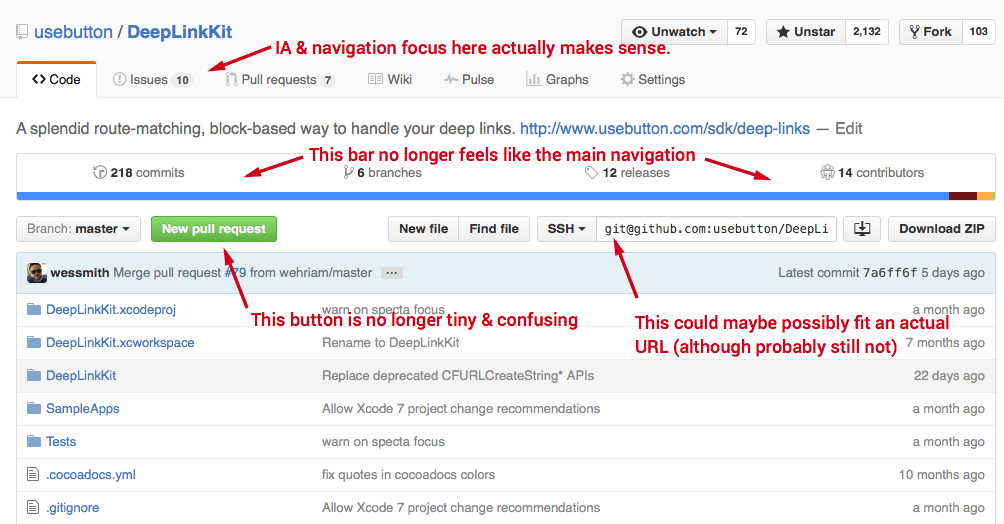 usebutton / DeepLinkKit
Unwatch 72
Unstar 2,132
Fork 103
IA & navigation focus here actually makes sense.
Code
Issues 10
Pull requests 7
Wiki
Pulse
Graphs
Settings
A splendid route-matching, block-based way to handle your deep links. http://www.usebutton.com/sdk/deep-links — Edit
This bar no longer feels like the main navigation
218 commits
6 branches
12 releases
14 contributors
Branch: master
New pull request
New file
Find file
SSH
git@github.com:usebutton/DeepLi
Download ZIP
wessmith Merge pull request #79 from wehriam/master ...
Latest commit 7a6ff6f 5 days ago
DeepLinkKit.xcodeproj
warn on specta focus
a month ago
This button is no longer tiny & confusing
This could maybe possibly fit an actual
URL (although probably still not)
DeepLinkKit.xcworkspace
Rename to DeepLinkKit
7 months ago
DeepLinkKit
Replace deprecated CFURLCreateString* APIs
22 days ago
SampleApps
Allow Xcode 7 project change recommendations
a month ago
Tests
warn on specta focus
a month ago
.cocoadocs.yml
fix quotes in cocoadocs colors
10 months ago
.gitignore
Allow Xcode 7 project change recommendations
a month ago